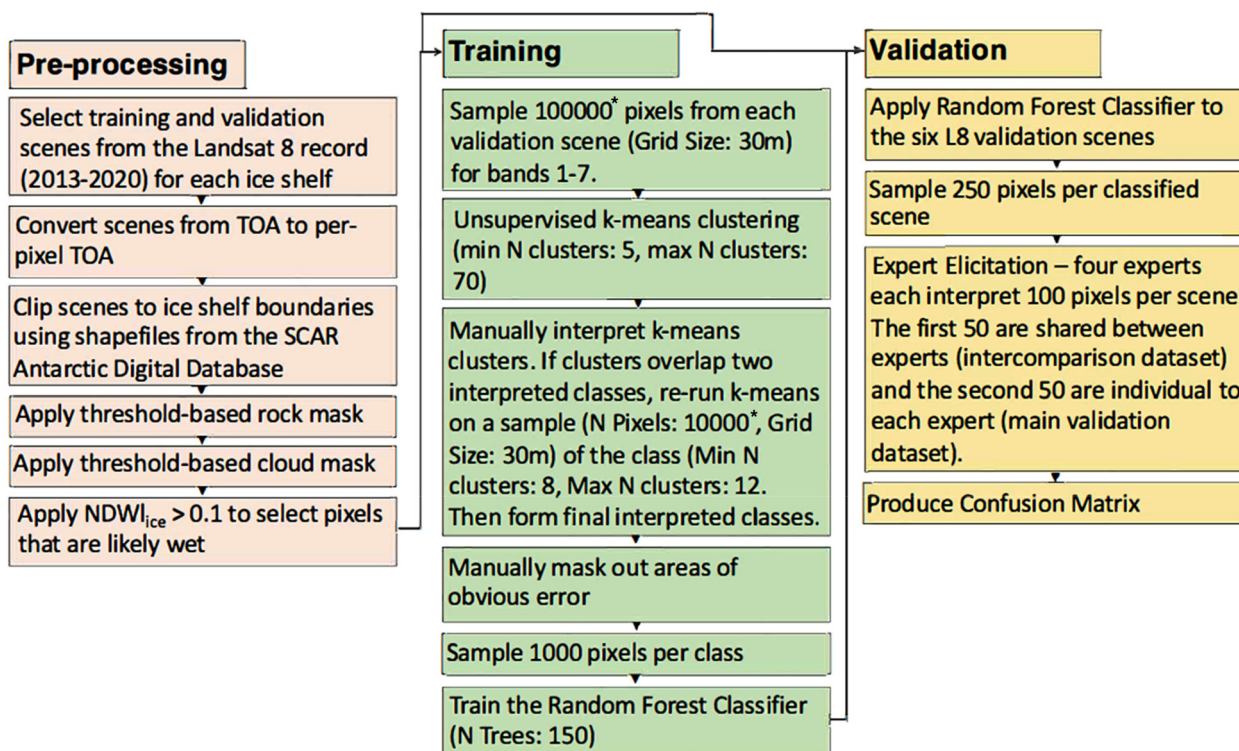 Pre-processing
Select training and validation
scenes from the Landsat 8 record
(2013-2020) for each ice shelf
Convert scenes from TOA to per-
pixel TOA
Clip scenes to ice shelf boundaries
using shapefiles from the SCAR
Antarctic Digital Database
Apply threshold-based rock mask
Apply threshold-based cloud mask
Apply NDWIice > 0.1 to select pixels
that are likely wet
Training
Sample 100000* pixels from each
validation scene (Grid Size: 30m)
for bands 1-7.
Unsupervised k-means clustering
(min N clusters: 5, max N clusters:
70)
Manually interpret k-means
clusters. If clusters overlap two
interpreted classes, re-run k-means
on a sample (N Pixels: 10000*, Grid
Size: 30m) of the class (Min N
clusters: 8, Max N clusters: 12.
Then form final interpreted classes.
Manually mask out areas of
obvious error
Sample 1000 pixels per class
Train the Random Forest Classifier
(N Trees: 150)
Validation
Apply Random Forest Classifier to
the six L8 validation scenes
Sample 250 pixels per classified
scene
Expert Elicitation – four experts
each interpret 100 pixels per scene
The first 50 are shared between
experts (intercomparison dataset)
and the second 50 are individual to
each expert (main validation
dataset).
Produce Confusion Matrix